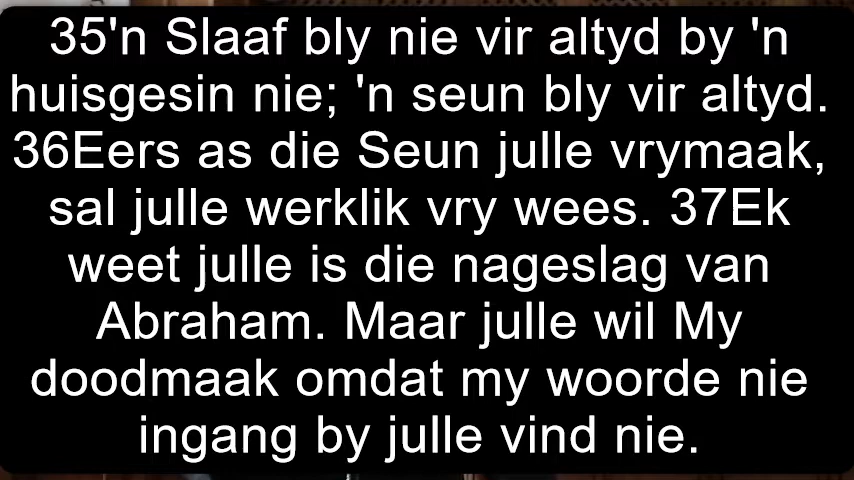 35'n Slaaf bly nie vir altyd by 'n
huisgesin nie; 'n seun bly vir altyd.
36Eers as die Seun julle vrymaak,
sal julle werklik vry wees. 37Ek
weet julle is die nageslag van
Abraham. Maar julle wil My
doodmaak omdat my woorde nie
ingang by julle vind nie.